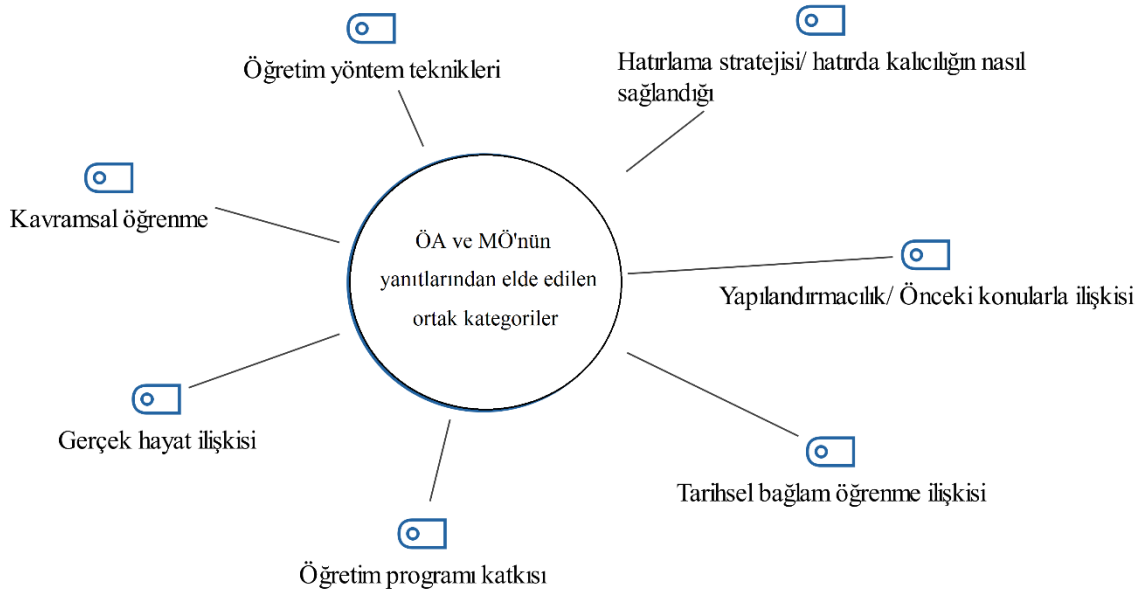 Öğretim yöntem teknikleri
Hatırlama stratejisi/ hatırda kalıcılığın nasıl
sağlandığı
Kavramsal öğrenme
ÖA ve MÖ'nün
yanıtlarından elde edilen
ortak kategoriler
Yapılandırmacılık/ Önceki konularla ilişkisi
Gerçek hayat ilişkisi
Tarihsel bağlam öğrenme ilişkisi
Öğretim programı katkısı